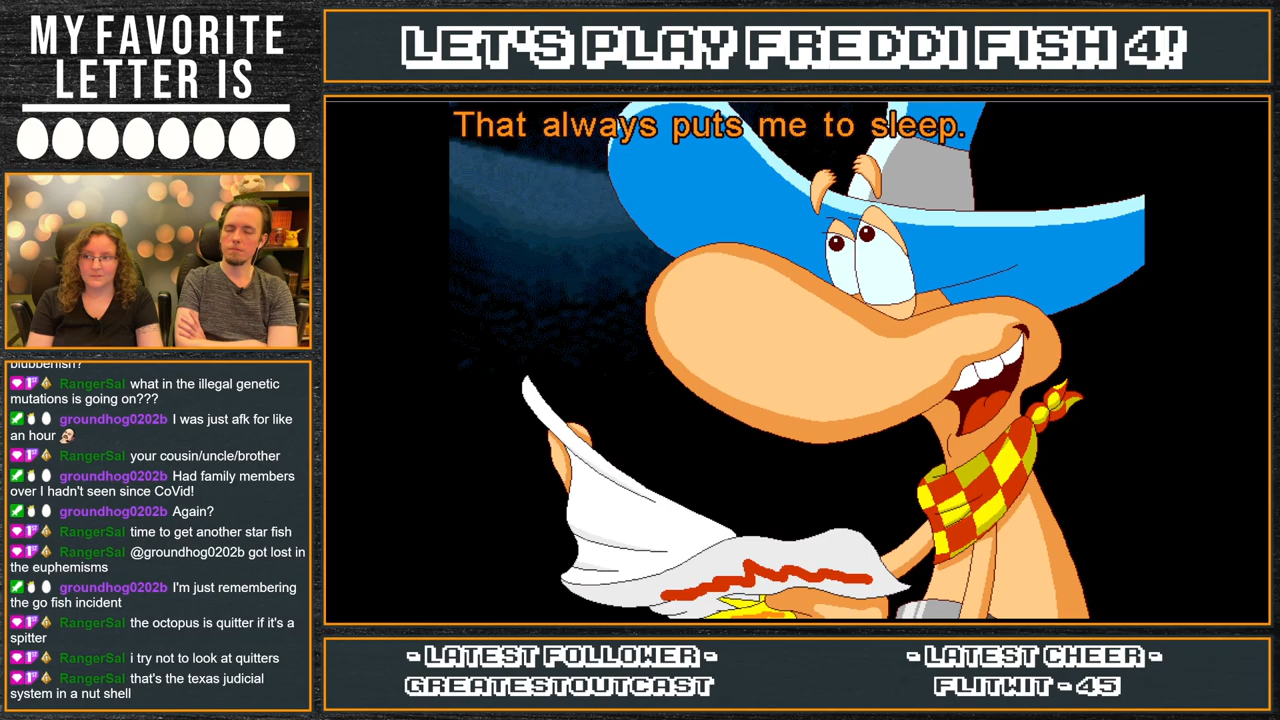 MY FAVORITE
LETTER IS
LET'S PLAY FREDDI FISH 4!
That always puts me to sleep.
blubberfish?
RangerSal what in the illegal genetic
mutations is going on???
groundhog0202b I was just afk for like
an hour
RangerSal your cousin/uncle/brother
groundhog0202b Had family members
over I hadn't seen since CoVid!
groundhog0202b Again?
RangerSal time to get another star fish
RangerSal @groundhog0202b got lost in
the euphemisms
groundhog0202b I'm just remembering
the go fish incident
RangerSal the octopus is quitter if it's a
spitter
RangerSal i try not to look at quitters
RangerSal that's the texas judicial
system in a nut shell
- LATEST FOLLOWER -
GREATESTOUTCAST
- LATEST CHEER -
FLITWIT - 45